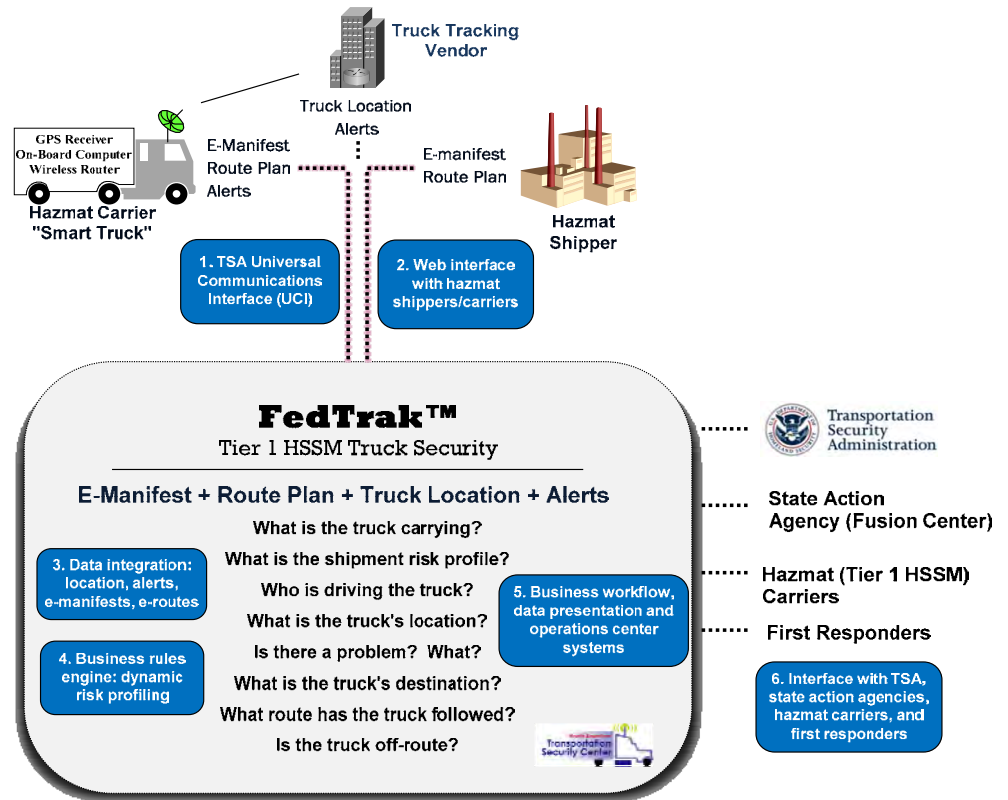 Truck Tracking
Vendor
Truck Location
Alerts
GPS Receiver
On-Board Computer
Wireless Router
E-Manifest
Route Plan
Alerts
E-manifest
Route Plan
Hazmat Carrier
"Smart Truck"
Hazmat
Shipper
1. TSA Universal
Communications
Interface (UCI)
2. Web interface
with hazmat
shippers/carriers
FedTrak™
Tier 1 HSSM Truck Security
E-Manifest + Route Plan + Truck Location + Alerts
What is the truck carrying?
What is the shipment risk profile?
Who is driving the truck?
What is the truck's location?
Is there a problem? What?
What is the truck's destination?
What route has the truck followed?
Is the truck off-route?
3. Data integration:
location, alerts,
e-manifests, e-routes
4. Business rules
engine: dynamic
risk profiling
5. Business workflow,
data presentation and
operations center
systems
Transportation
Security Center
Transportation
Security
Administration
State Action
Agency (Fusion Center)
Hazmat (Tier 1 HSSM)
Carriers
First Responders
6. Interface with TSA,
state action agencies,
hazmat carriers, and
first responders